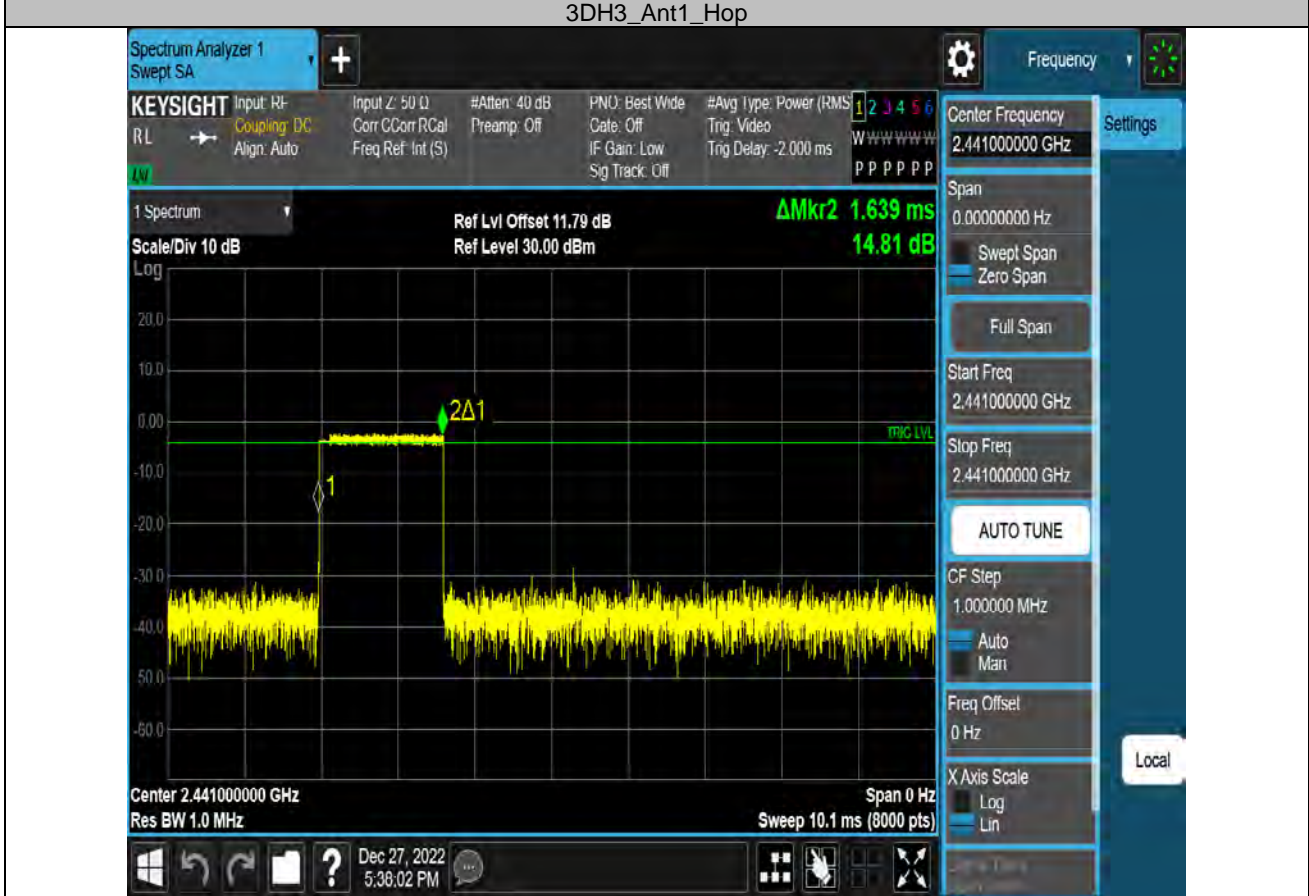 3DH3_Ant1_Hop
Spectrum Analyzer 1
Swept SA
+
Frequency
KEYSIGHT
RL
Input: RF
Coupling: DC
Align: Auto
Input Z: 50 Ω
Corr CCorr RCal
Freq Ref: Int (S)
#Atten: 40 dB
Preamp: Off
PNO: Best Wide
Gate: Off
IF Gain: Low
Sig Track: Off
#Avg Type: Power (RMS
Trig: Video
Trig Delay: -2.000 ms
1 2 3 4 5 6
W W W W W W
P P P P P P
1 Spectrum
Scale/Div 10 dB
Ref Lvl Offset 11.79 dB
Ref Level 30.00 dBm
ΔMkr2 1.639 ms
14.81 dB
Log
20.0
10.0
0.00
-10.0
-20.0
-30.0
-40.0
-50.0
-60.0
2Δ1
1
TRIG LVL
Center 2.441000000 GHz
Res BW 1.0 MHz
Span 0 Hz
Sweep 10.1 ms (8000 pts)
Center Frequency
2.441000000 GHz
Span
0.00000000 Hz
Swept Span
Zero Span
Full Span
Start Freq
2.441000000 GHz
Stop Freq
2.441000000 GHz
AUTO TUNE
CF Step
1.000000 MHz
Auto
Man
Freq Offset
0 Hz
X Axis Scale
Log
Lin
Settings
Local
?
Dec 27, 2022
5:38:02 PM